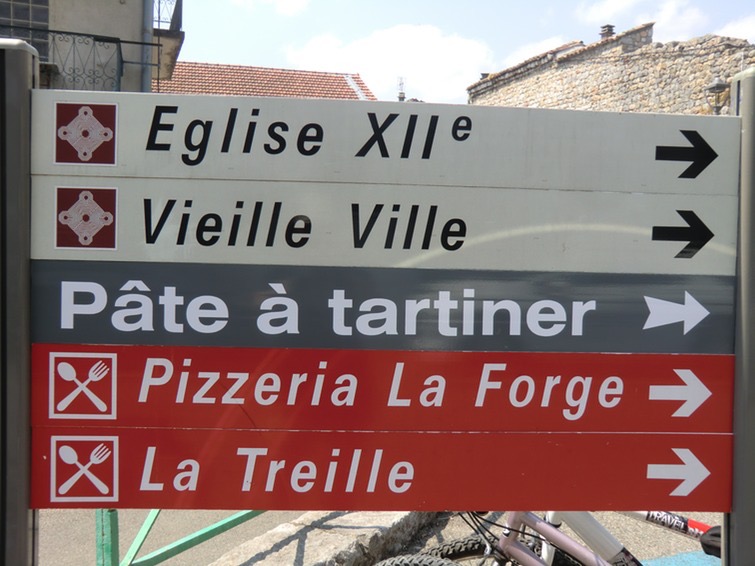 Eglise XIIe
Vieille Ville
Pâte à tartiner
Pizzeria La Forge
La Treille